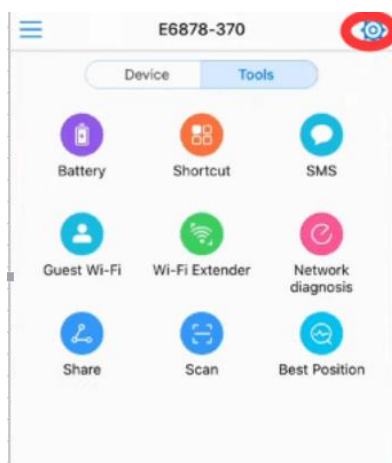 E6878-370
Device Tools
Battery Shortcut SMS
Guest Wi-Fi Wi-Fi Extender Network
diagnosis
Share Scan Best Position